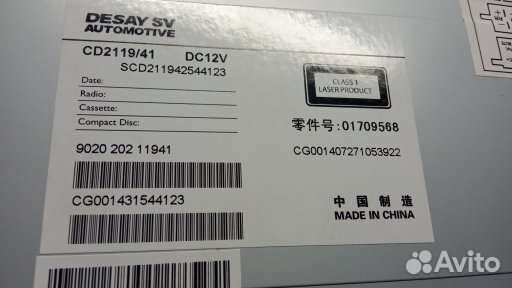 DESAY SV
AUTOMOTIVE
CD2119/41 DC12V
SCD211942544123
Date:
Radio:
Cassette:
Compact Disc:
9020 202 11941
CG001431544123
CLASS 1
LASER PRODUCT
零件号:01709568
CG001407271053922
中国制造
MADE IN CHINA
Avito